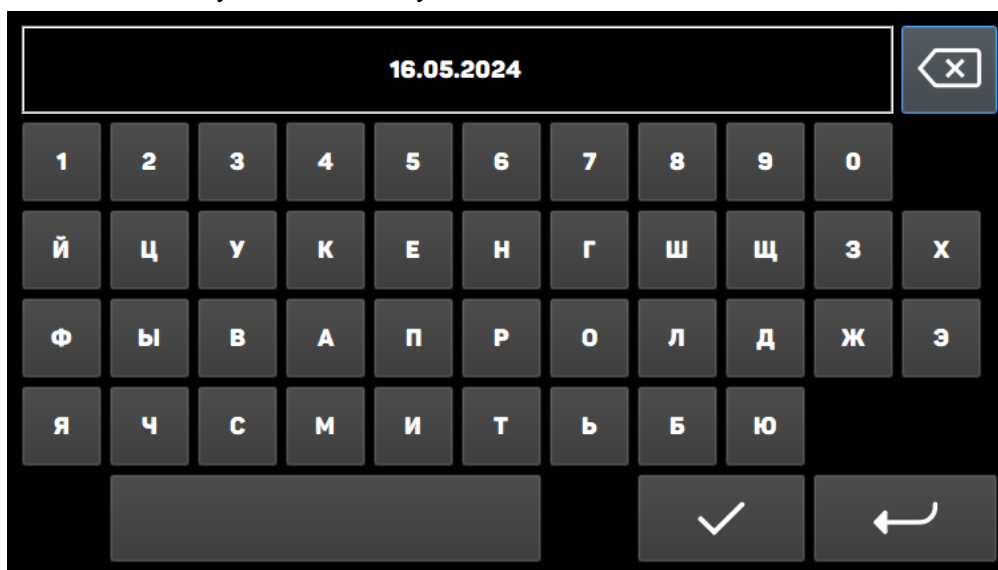 16.05.2024
1 2 3 4 5 6 7 8 9 0
Й Ц У К Е Н Г Ш Щ З Х
Ф Ы В А П Р О Л Д Ж Э
Я Ч С М И Т Ь Б Ю